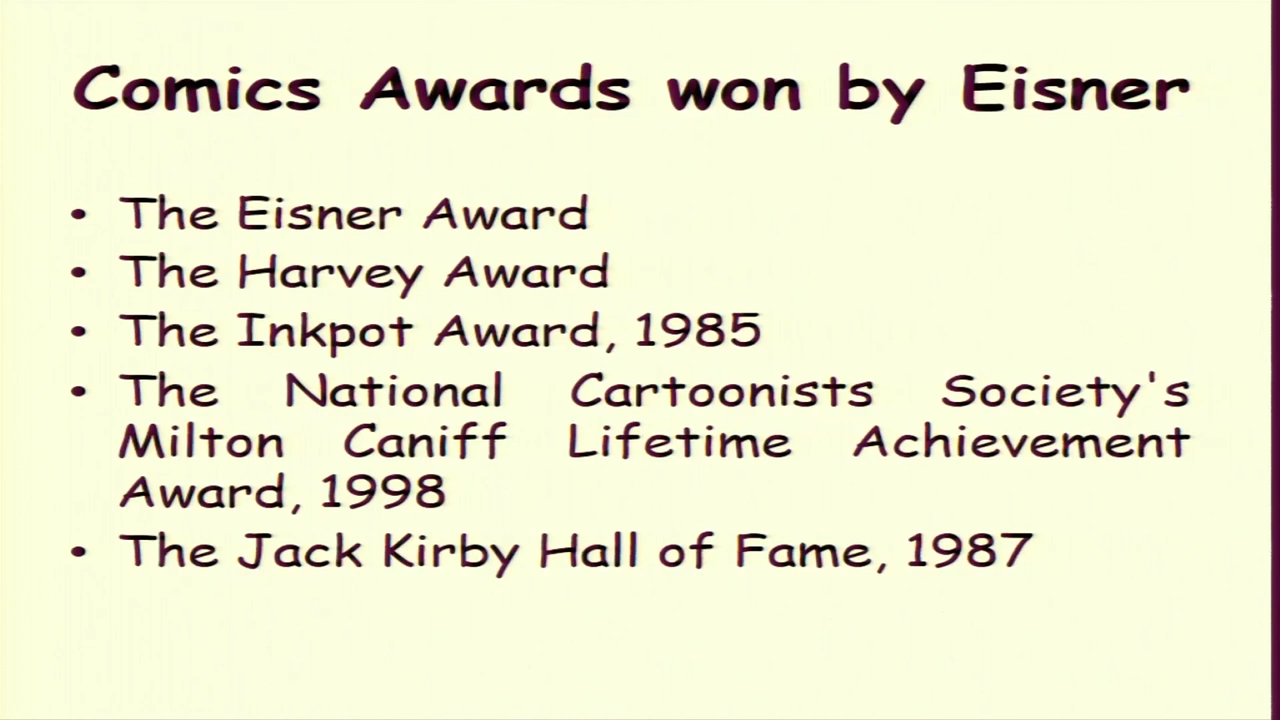 Comics Awards won by Eisner
• The Eisner Award
• The Harvey Award
• The Inkpot Award, 1985
• The National Cartoonists Society's
Milton Caniff Lifetime Achievement
Award, 1998
• The Jack Kirby Hall of Fame, 1987